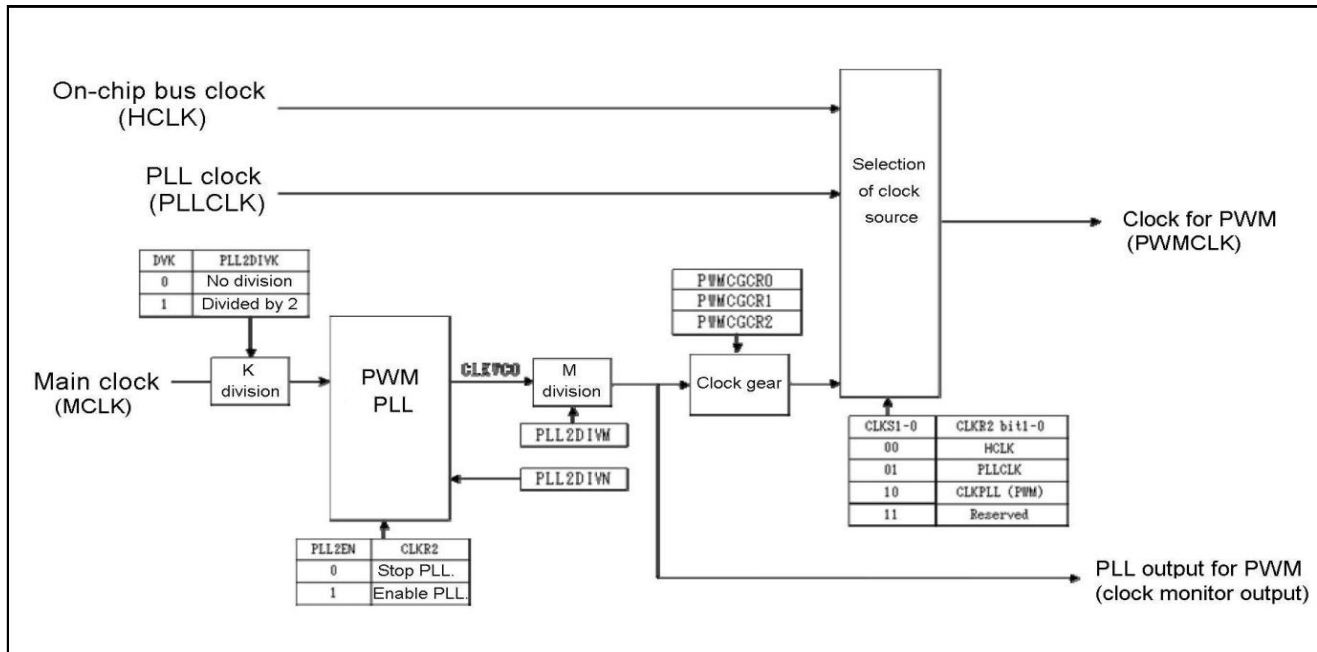 On-chip bus clock
(HCLK)
PLL clock
(PLLCLK)
Selection
of clock
source
Clock for PWM
(PWMCLK)
DVK PLL2DIVK
0 No division
1 Divided by 2
PWMCGCR0
PWMCGCR1
PWMCGCR2
Main clock
(MCLK)
K
division
PWM
PLL
CLKVCO
M
division
Clock gear
PLL2DIVM
PLL2DIVN
CLKS1-0 CLKR2 bit1-0
00 HCLK
01 PLLCLK
10 CLKPLL (PWM)
11 Reserved
PLL2EN CLKR2
0 Stop PLL.
1 Enable PLL.
PLL output for PWM
(clock monitor output)